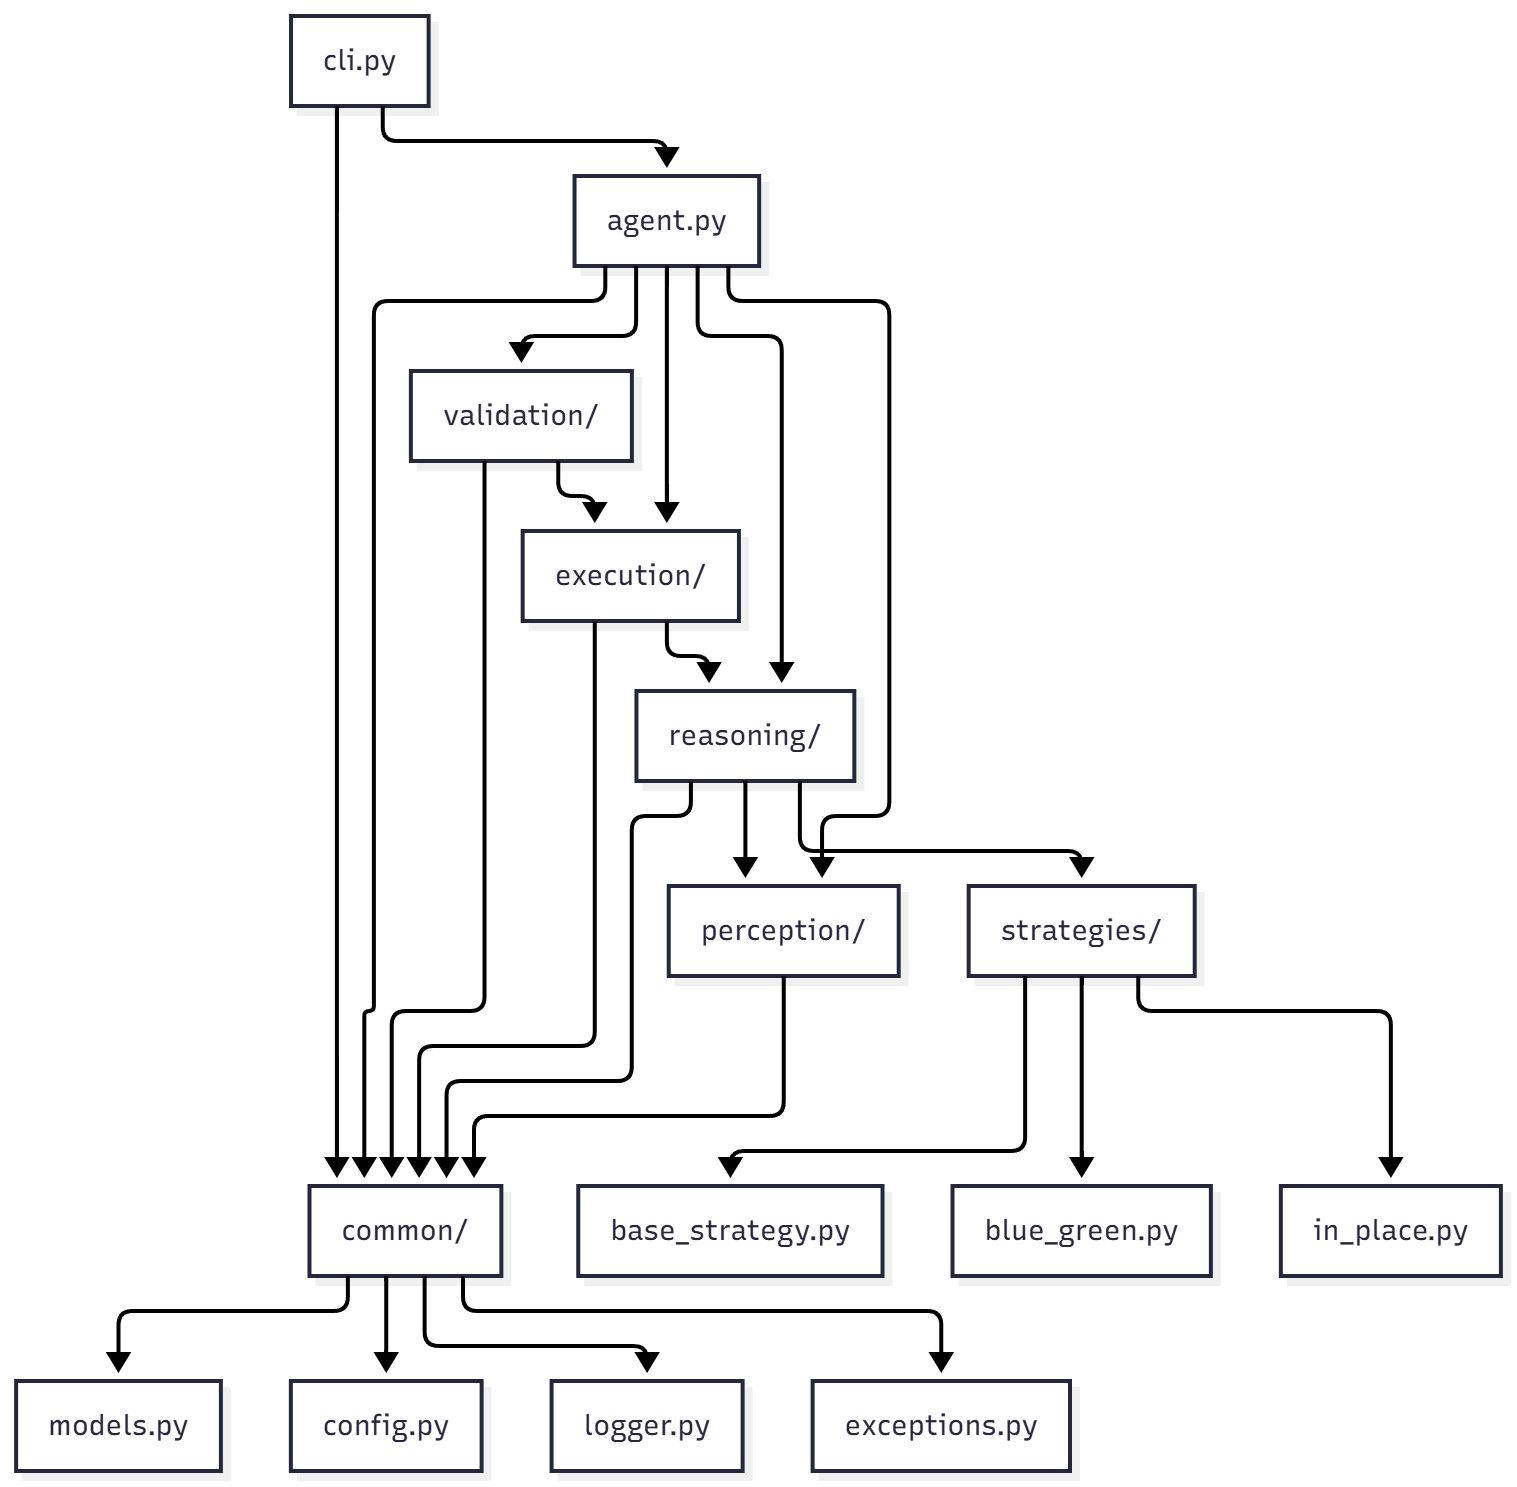 cli.py
agent.py
validation/
execution/
reasoning/
perception/
strategies/
common/
base_strategy.py
blue_green.py
in_place.py
models.py
config.py
logger.py
exceptions.py